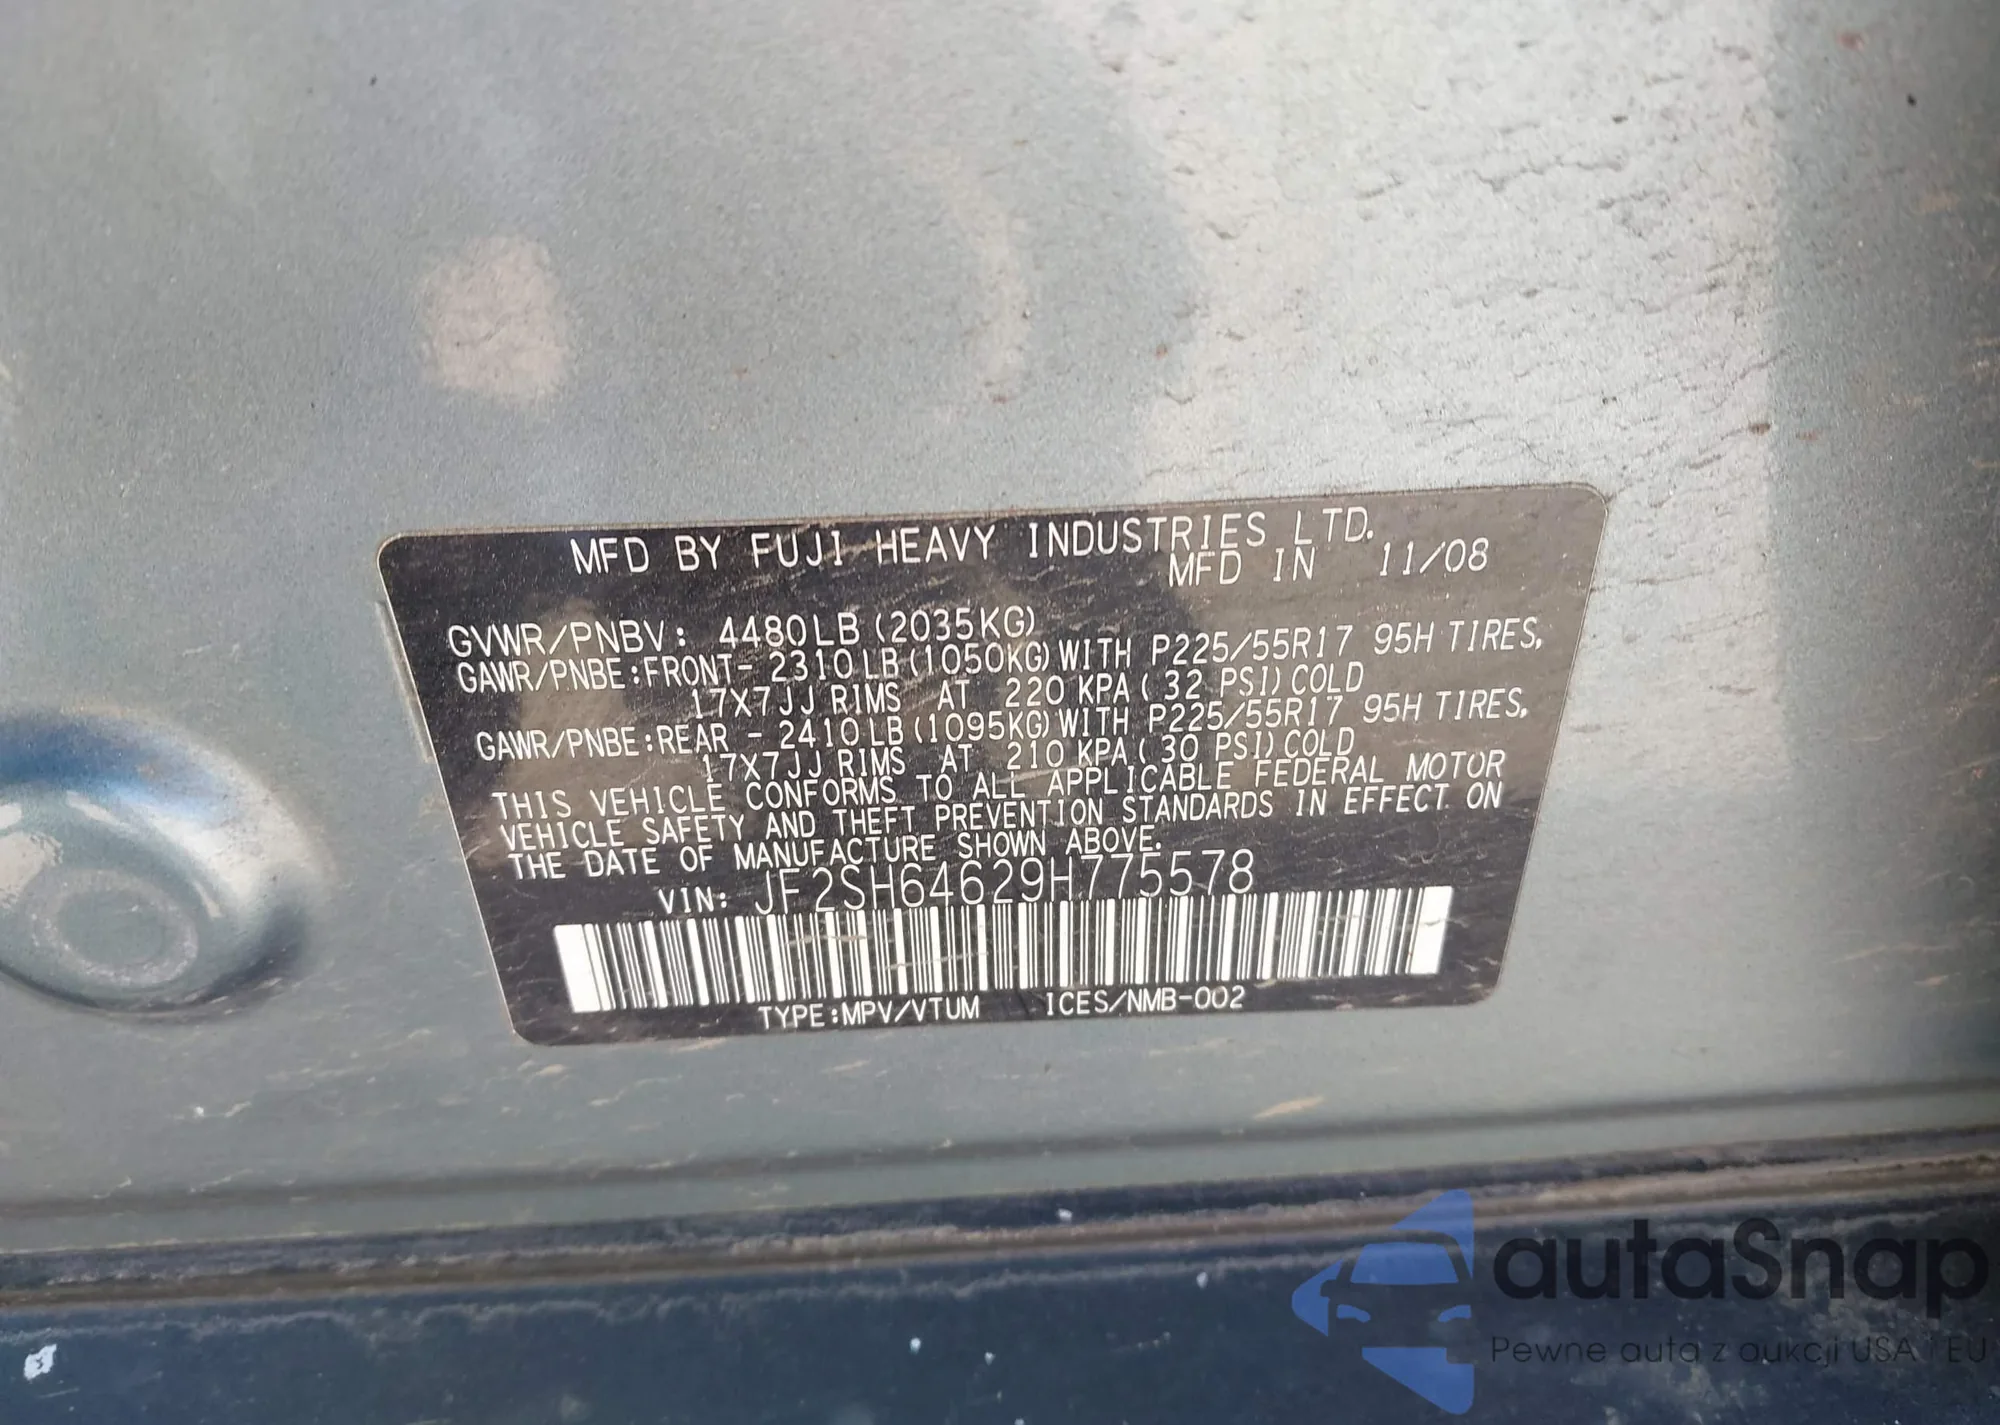 MFD BY FUJI HEAVY INDUSTRIES LTD.
MFD IN 11/08
GVWR/PNBV: 4480LB (2035KG)
GAWR/PNBE:FRONT- 2310LB(1050KG)WITH P225/55R17 95H TIRES,
17X7JJ RIMS AT 220 KPA( 32 PSI)COLD
GAWR/PNBE:REAR - 2410LB(1095KG)WITH P225/55R17 95H TIRES,
17X7JJ RIMS AT 210 KPA( 30 PSI)COLD
THIS VEHICLE CONFORMS TO ALL APPLICABLE FEDERAL MOTOR
VEHICLE SAFETY AND THEFT PREVENTION STANDARDS IN EFFECT ON
THE DATE OF MANUFACTURE SHOWN ABOVE.
VIN: JF2SH64629H775578
TYPE:MPV/VTUM ICES/NMB-002
autaSnap
Pewne auta z aukcji USA i EU